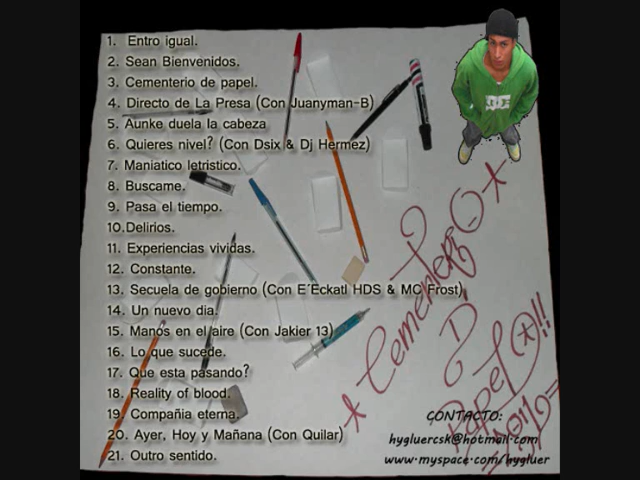 1. Entro igual.
2. Sean Bienvenidos.
3. Cementerio de papel.
4. Directo de La Presa (Con Juanyman-B)
5. Aunke duela la cabeza
6. Quieres nivel? (Con Dsix & Dj Hermez)
7. Maniatico letristico.
8. Buscame.
9. Pasa el tiempo.
10.Delirios.
11. Experiencias vividas.
12. Constante.
13. Secuela de gobierno (Con E´Eckatl HDS & MC Frost)
14. Un nuevo dia.
15. Manos en el aire (Con Jakier 13)
16. Lo que sucede.
17. Que esta pasando?
18. Reality of blood.
19. Compañia eterna.
20. Ayer, Hoy y Mañana (Con Quilar)
21. Outro sentido.
DC
D
Papel
CONTACTO:
hygluercsk@hotmail.com
www.myspace.com/hygluer